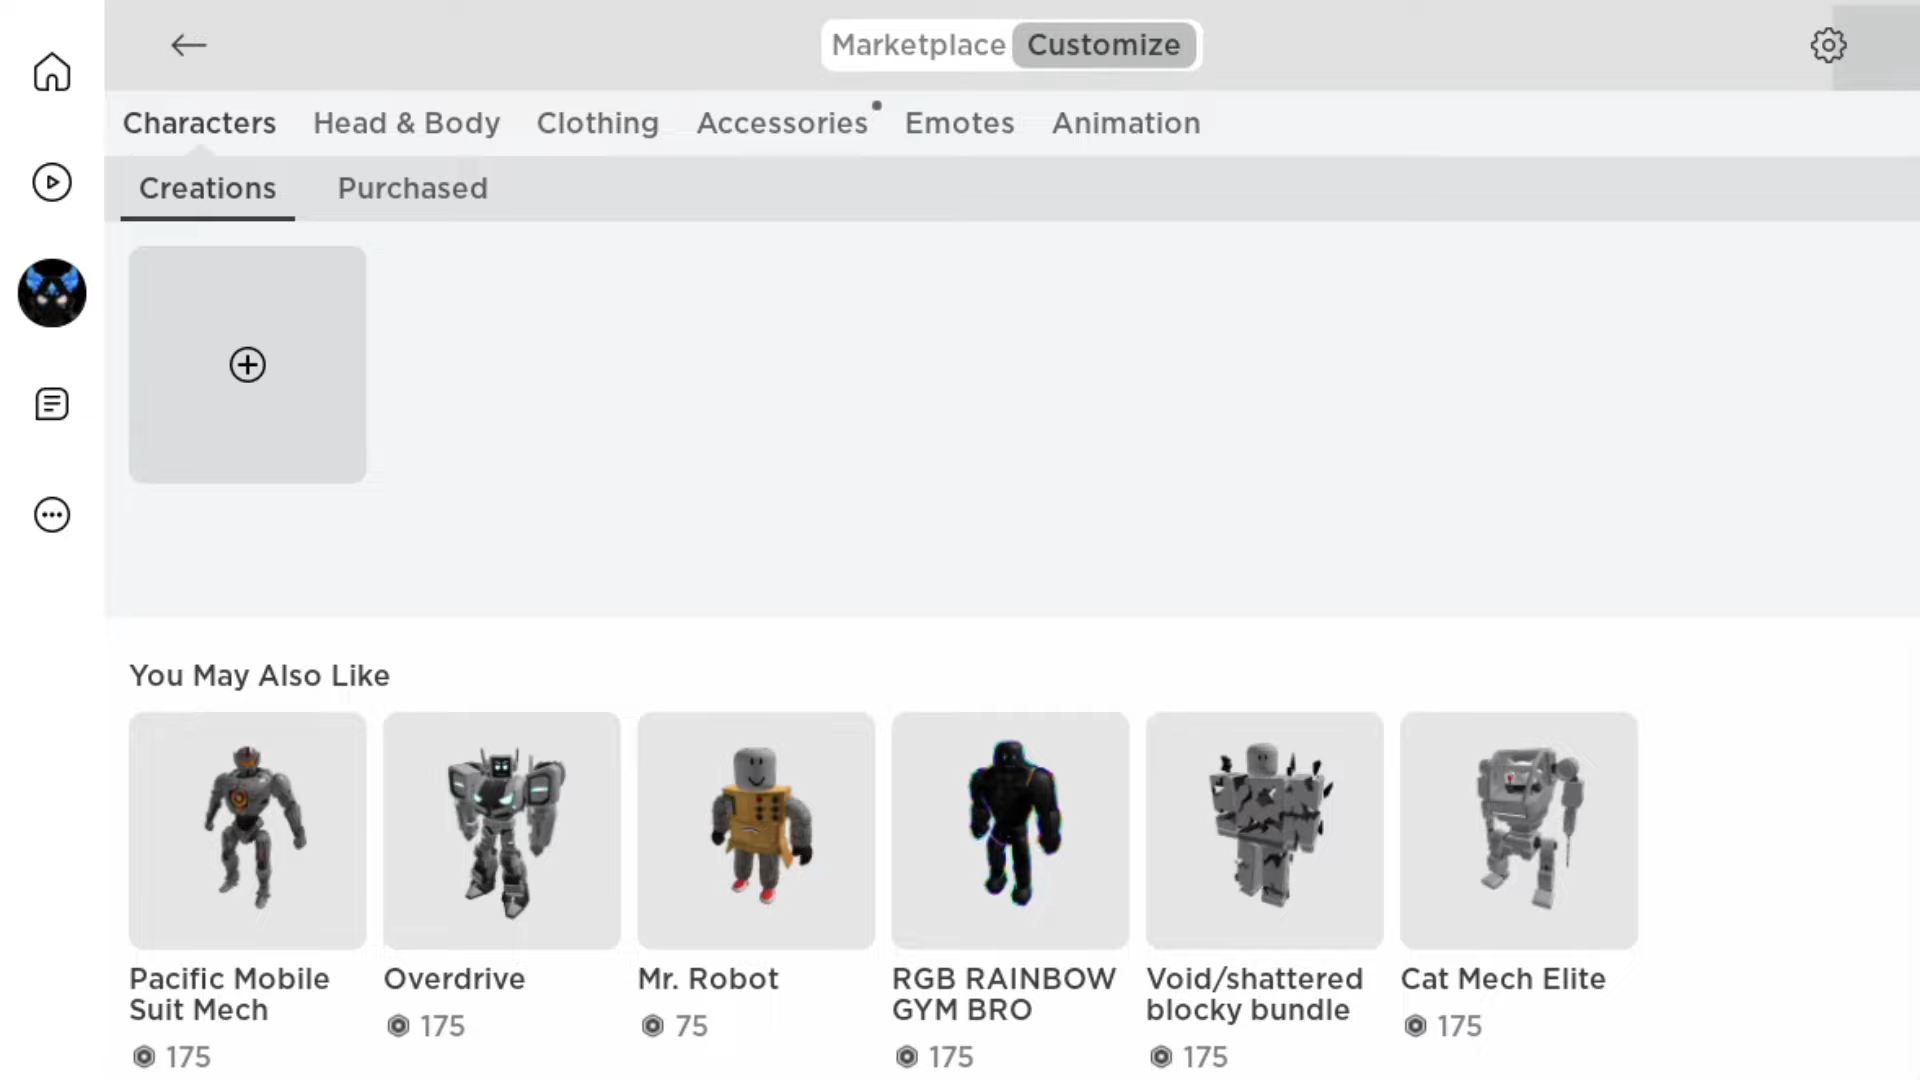 Marketplace Customize
Characters Head & Body Clothing Accessories Emotes Animation
Creations Purchased
You May Also Like
Pacific Mobile
Suit Mech
175
Overdrive
175
Mr. Robot
75
RGB RAINBOW
GYM BRO
175
Void/shattered
blocky bundle
175
Cat Mech Elite
175